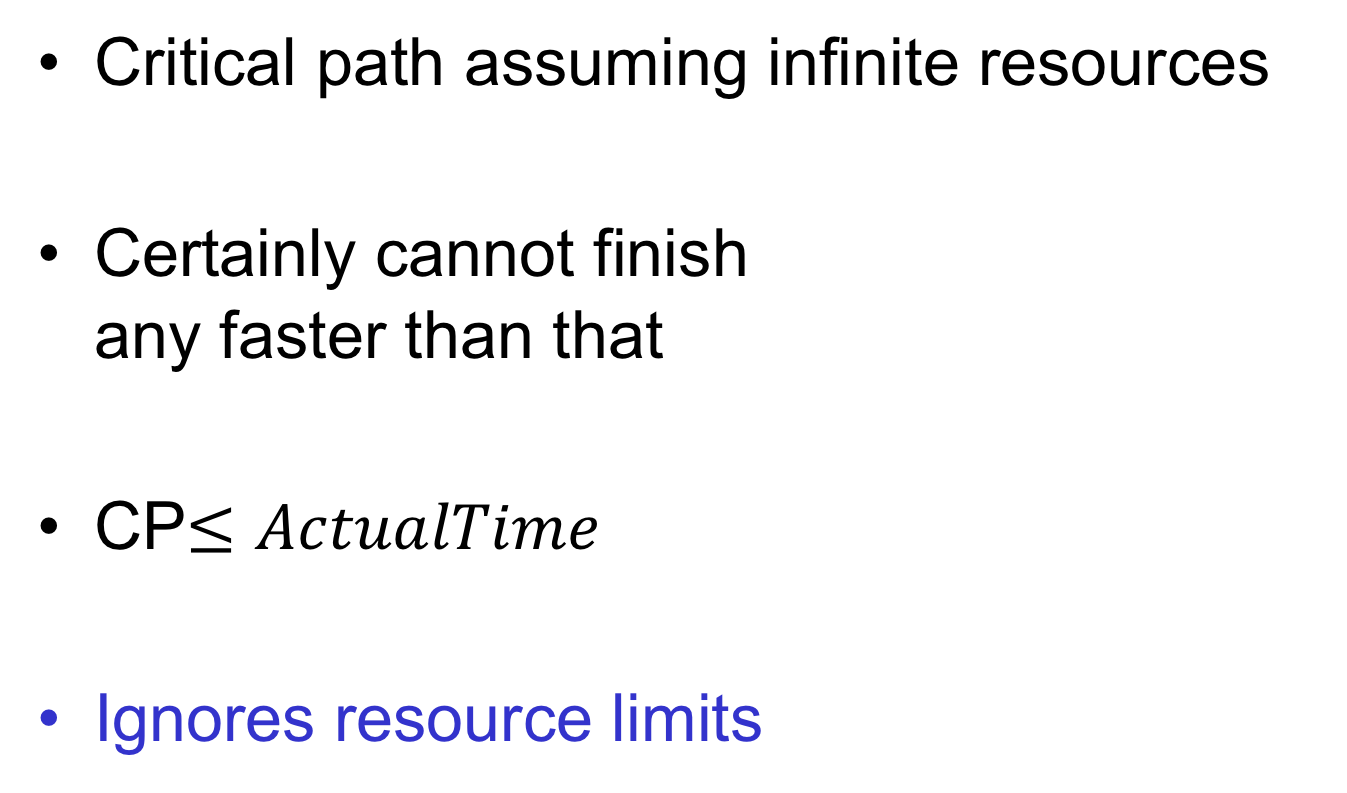 • Critical path assuming infinite resources
• Certainly cannot finish
any faster than that
• CP≤ ActualTime
• Ignores resource limits